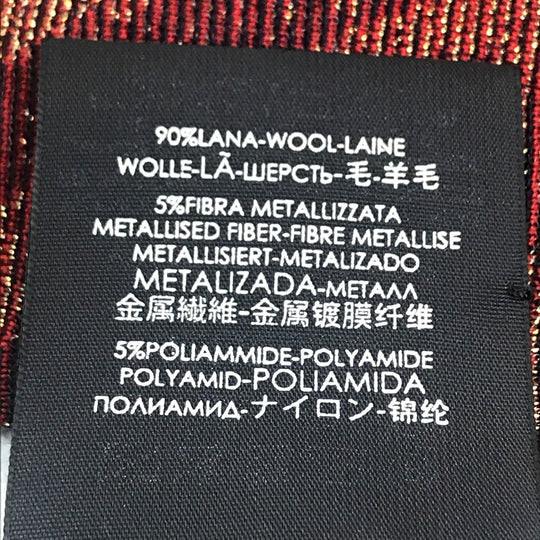 90%LANA-WOOL-LAINE
WOLLE-LÃ-ШЕРСТЬ-毛-羊毛
5%FIBRA METALLIZZATA
METALLISED FIBER-FIBRE METALLISE
METALLISIERT-METALIZADO
METALIZADA-МЕТАЛЛ
金属繊維-金属镀膜纤维
5%POLIAMMIDE-POLYAMIDE
POLYAMID-POLIAMIDA
ПОЛИАМИД-ナイロン-锦纶